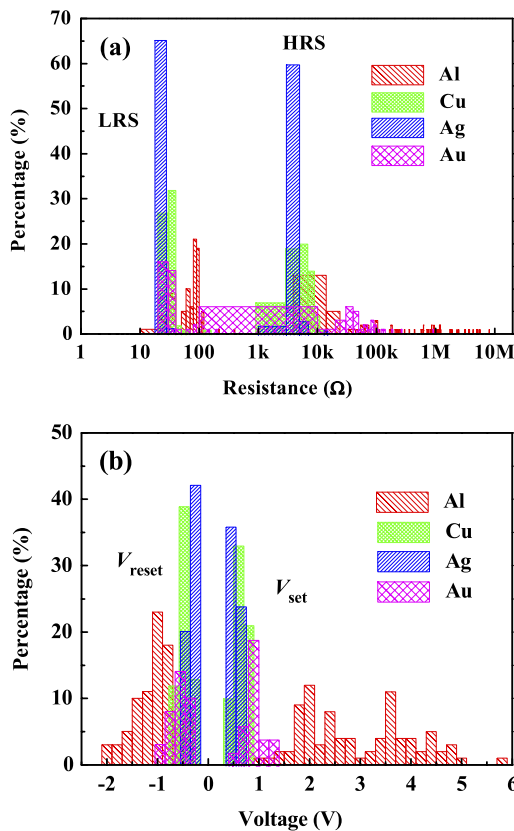 (a)
HRS
LRS
Al
Cu
Ag
Au
Percentage (%)
70
60
50
40
30
20
10
0
1 10 100 1k 10k 100k 1M 10M
Resistance (Ω)
(b)
Al
Cu
Ag
Au
Vreset
Vset
Percentage (%)
50
40
30
20
10
0
-2 -1 0 1 2 3 4 5 6
Voltage (V)